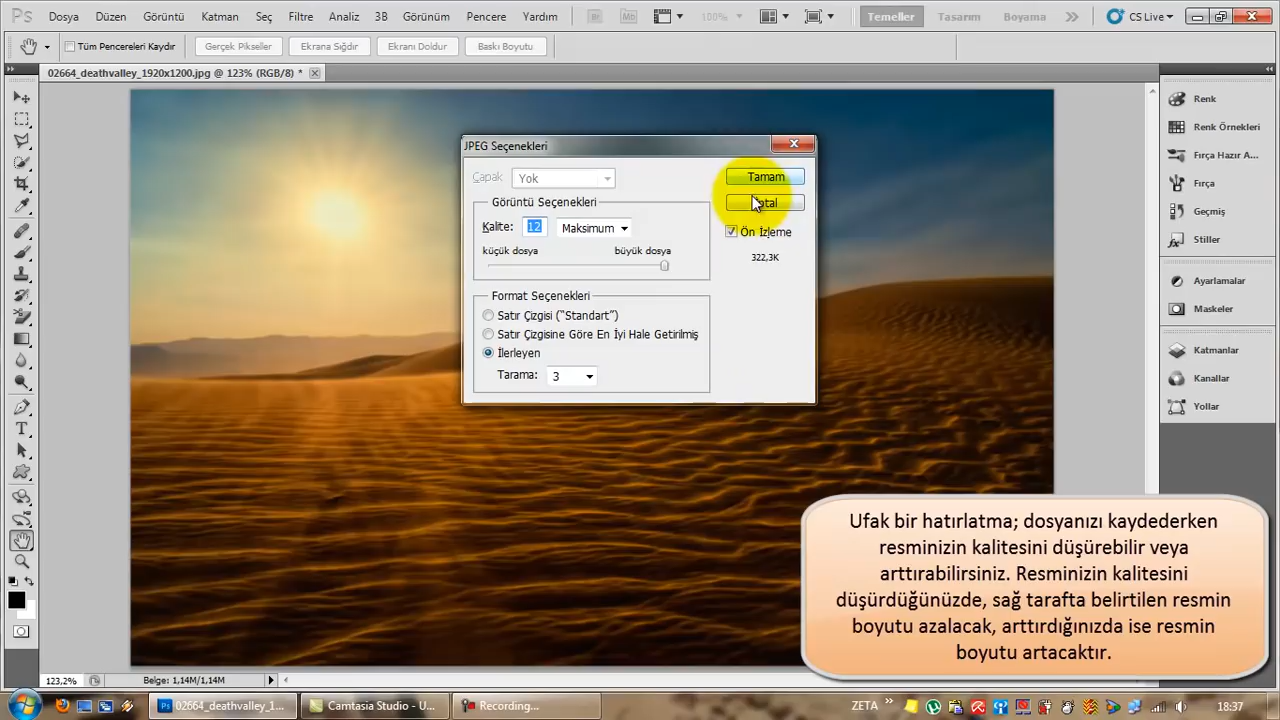 Ps Dosya Düzen Görüntü Katman Seç Filtre Analiz 3B Görünüm Pencere Yardım Br Mb 100% Temeller Tasarım Boyama CS Live
Tüm Pencereleri Kaydır Gerçek Pikseller Ekrana Sığdır Ekranı Doldur Baskı Boyutu
02664_deathvalley_1920x1200.jpg @ 123% (RGB/8) *
JPEG Seçenekleri
Çapak: Yok
Tamam
Görüntü Seçenekleri
Kalite: 12 Maksimum
Ön İzleme
küçük dosya büyük dosya
322,3K
Format Seçenekleri
Satır Çizgisi ("Standart")
Satır Çizgisine Göre En İyi Hale Getirilmiş
İlerleyen
Tarama: 3
Renk
Renk Örnekleri
Fırça Hazır A...
Fırça
Geçmiş
Stiller
Ayarlamalar
Maskeler
Katmanlar
Kanallar
Yollar
Ufak bir hatırlatma; dosyanızı kaydederken
resminizin kalitesini düşürebilir veya
arttırabilirsiniz. Resminizin kalitesini
düşürdüğünüzde, sağ tarafta belirtilen resmin
boyutu azalacak, arttırdığınızda ise resmin
boyutu artacaktır.
123,2% Belge: 1,14M/1,14M
02664_deathvalley_1... Camtasia Studio - U... Recording... ZETA 18:37